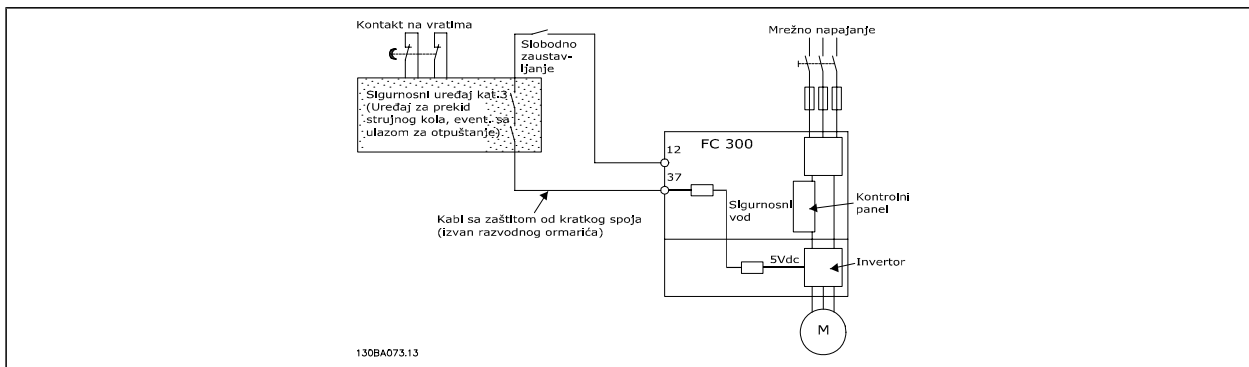 Kontakt na vratima
Slobodno
zaustav-
ljanje
Mrežno napajanje
Sigurnosni uređaj kat.3
(Uređaj za prekid
strujnog kola, event. sa
ulazom za otpuštanje)
12
FC 300
37
Sigurnosni
vod
Kontrolni
panel
Kabl sa zaštitom od kratkog spoja
(izvan razvodnog ormarića)
5Vdc
Invertor
M
130BA073.13